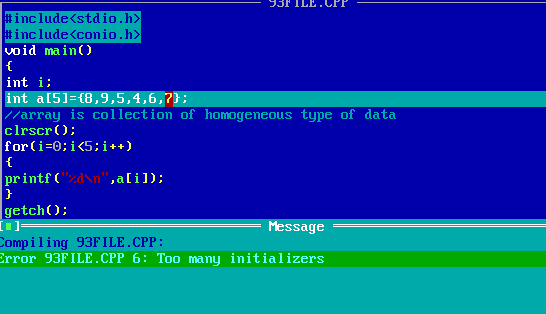 93FILE.CPP
#include<stdio.h>
#include<conio.h>
void main()
{
int i;
int a[5]={8,9,5,4,6,7};
//array is collection of homogeneous type of data
clrscr();
for(i=0;i<5;i++)
{
printf("%d\n",a[i]);
}
getch();
[■] Message
Compiling 93FILE.CPP:
Error 93FILE.CPP 6: Too many initializers